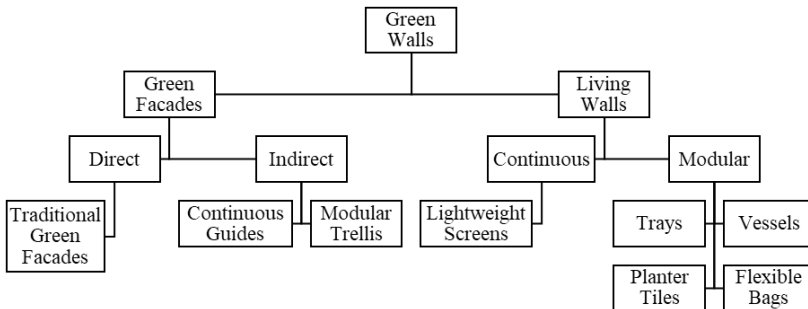 Green
Walls
Green
Facades
Living
Walls
Direct
Indirect
Continuous
Modular
Traditional
Green
Facades
Continuous
Guides
Modular
Trellis
Lightweight
Screens
Trays
Vessels
Planter
Tiles
Flexible
Bags